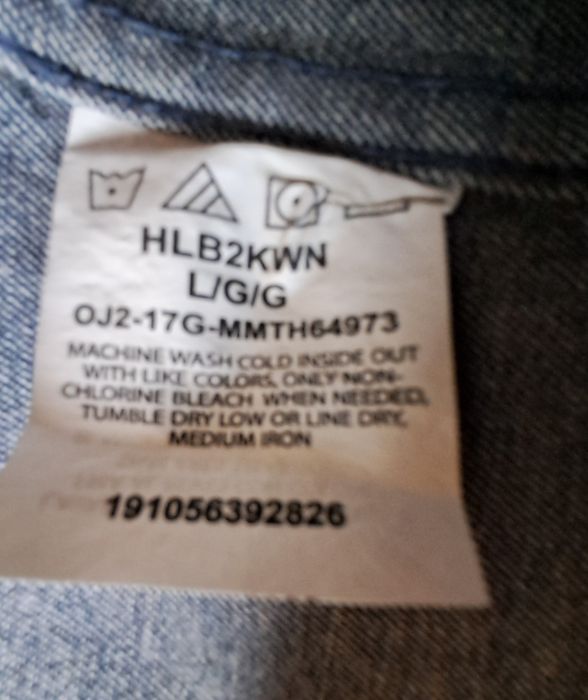 HLB2KWN
L/G/G
OJ2-17G-MMTH64973
MACHINE WASH COLD INSIDE OUT
WITH LIKE COLORS, ONLY NON-
CHLORINE BLEACH WHEN NEEDED,
TUMBLE DRY LOW OR LINE DRY,
MEDIUM IRON
191056392826